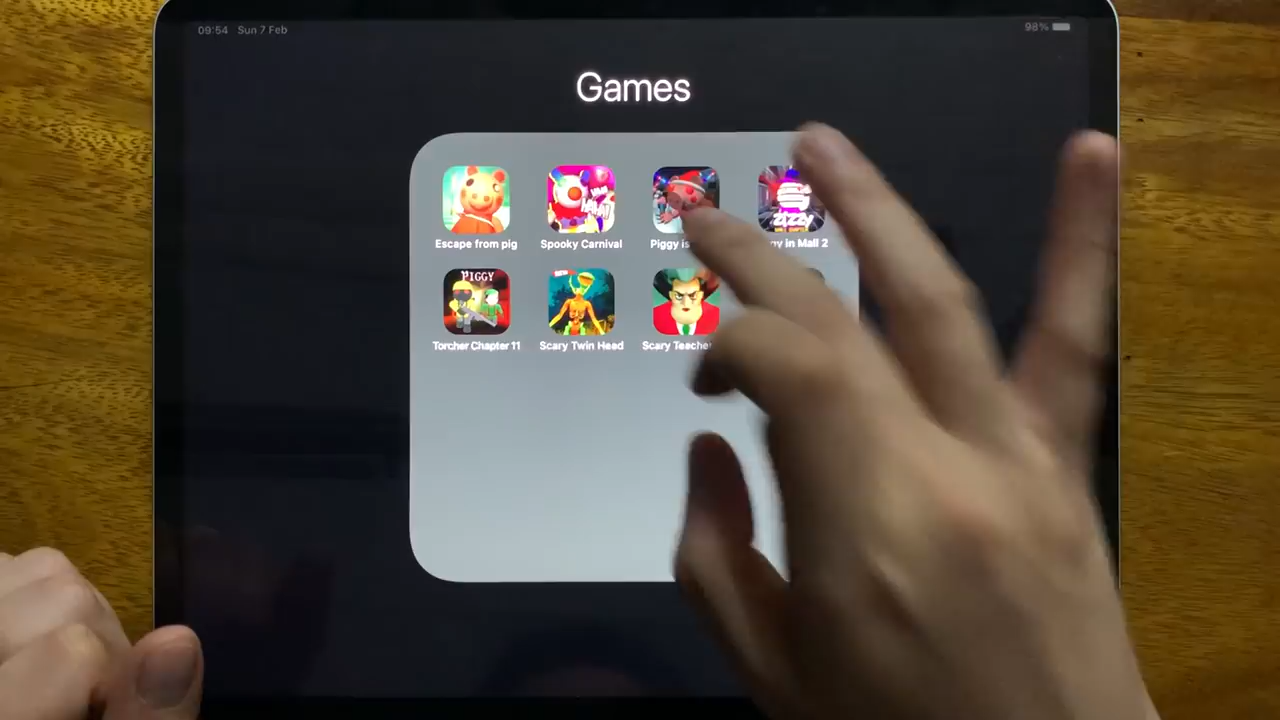 09:54 Sun 7 Feb
98%
Games
HAHA!
ZIZZY
Escape from pig
Spooky Carnival
Piggy is
in Mall 2
PIGGY
Torcher Chapter 11
Scary Twin Head
Scary Teacher